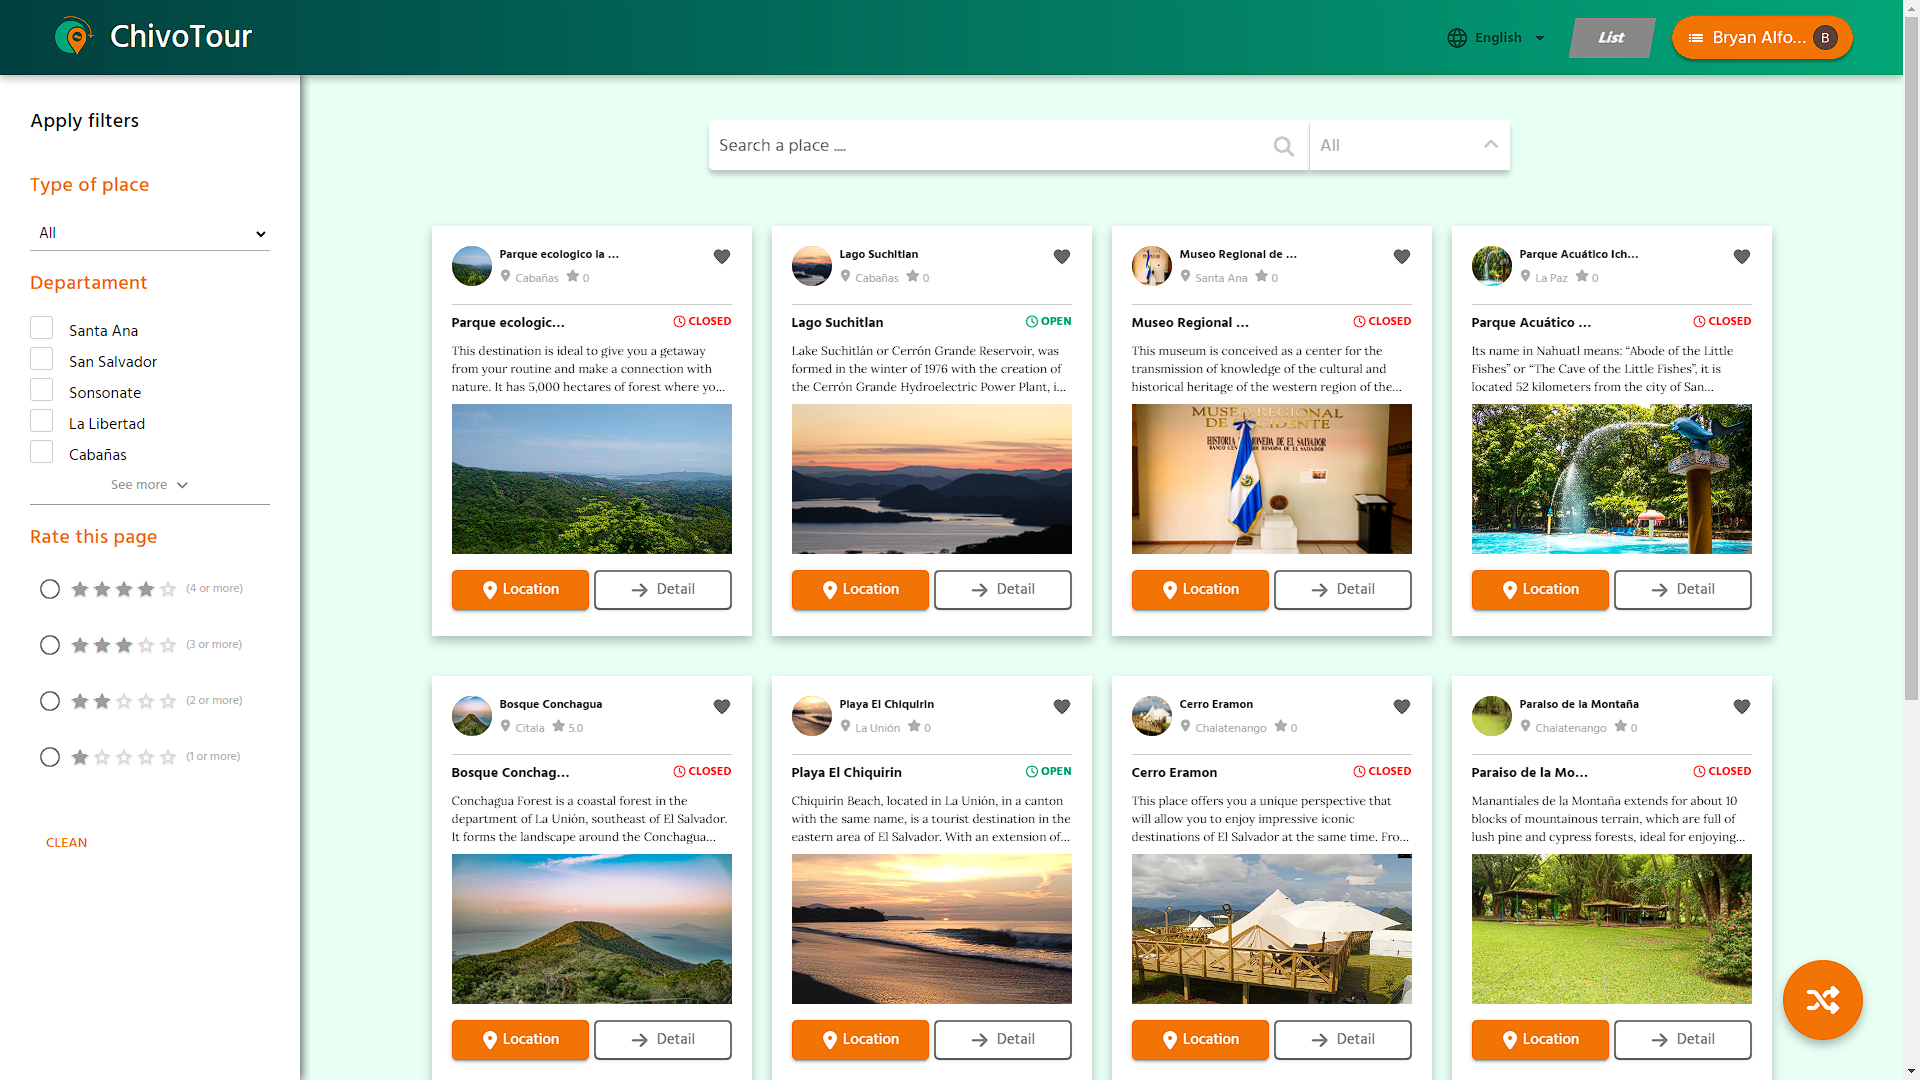 ChivoTour
English
List
Bryan Alfo...
B
Apply filters
Type of place
All
Departament
Santa Ana
San Salvador
Sonsonate
La Libertad
Cabañas
See more
Rate this page
(4 or more)
(3 or more)
(2 or more)
(1 or more)
CLEAN
Search a place ....
All
Parque ecologico la ...
Cabañas 0
Parque ecologic...
CLOSED
This destination is ideal to give you a getaway
from your routine and make a connection with
nature. It has 5,000 hectares of forest where yo...
Location
Detail
Lago Suchitlan
Cabañas 0
Lago Suchitlan
OPEN
Lake Suchitlán or Cerrón Grande Reservoir, was
formed in the winter of 1976 with the creation of
the Cerrón Grande Hydroelectric Power Plant, i...
Location
Detail
Museo Regional de ...
Santa Ana 0
Museo Regional ...
CLOSED
This museum is conceived as a center for the
transmission of knowledge of the cultural and
historical heritage of the western region of the...
MUSEO REGIONAL
DE OCCIDENTE
HISTORIA MONEDA DE EL SALVADOR
BANCO CENTRAL DE RESERVA DE EL SALVADOR
Location
Detail
Parque Acuático Ich...
La Paz 0
Parque Acuático ...
CLOSED
Its name in Nahuatl means: “Abode of the Little
Fishes” or “The Cave of the Little Fishes”, it is
located 52 kilometers from the city of San...
Location
Detail
Bosque Conchagua
Citala 5.0
Bosque Conchag...
CLOSED
Conchagua Forest is a coastal forest in the
department of La Unión, southeast of El Salvador.
It forms the landscape around the Conchagua...
Location
Detail
Playa El Chiquirin
La Unión 0
Playa El Chiquirin
OPEN
Chiquirín Beach, located in La Unión, in a canton
with the same name, is a tourist destination in the
eastern area of El Salvador. With an extension of...
Location
Detail
Cerro Eramon
Chalatenango 0
Cerro Eramon
CLOSED
This place offers you a unique perspective that
will allow you to enjoy impressive iconic
destinations of El Salvador at the same time. Fro...
Location
Detail
Paraiso de la Montaña
Chalatenango 0
Paraiso de la Mo...
CLOSED
Manantiales de la Montaña extends for about 10
blocks of mountainous terrain, which are full of
lush pine and cypress forests, ideal for enjoying...
Location
Detail